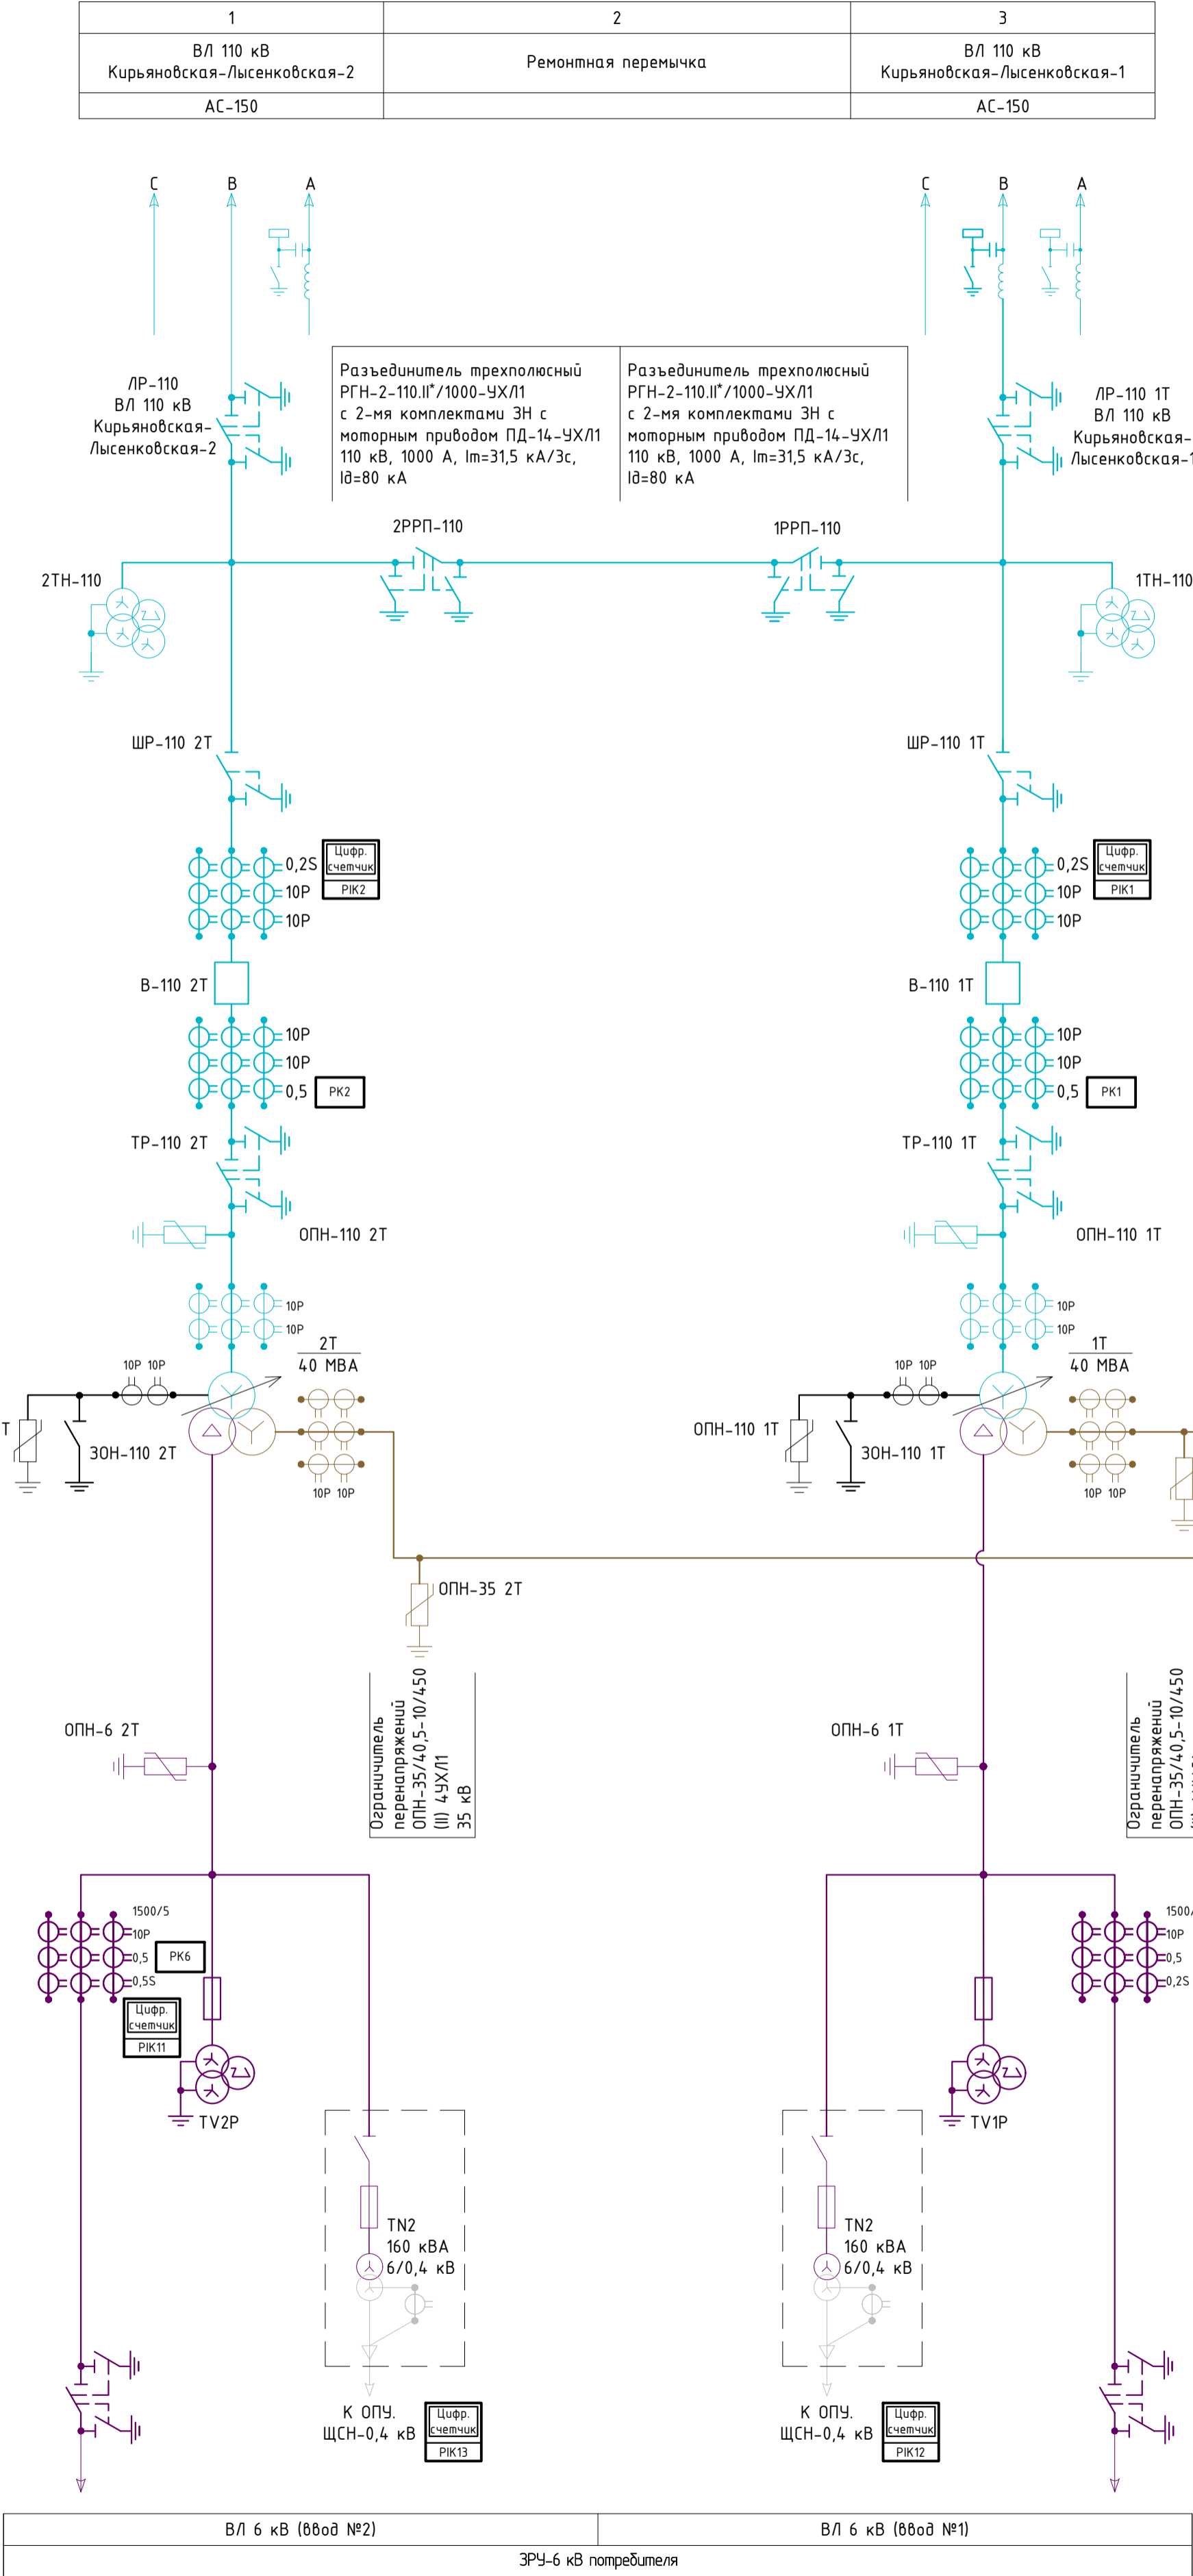 1
2
3
ВЛ 110 кВ
Кирьяновская-Лысенковская-2
Ремонтная перемычка
ВЛ 110 кВ
Кирьяновская-Лысенковская-1
АС-150
АС-150
C
B
A
C
B
A
ЛР-110
ВЛ 110 кВ
Кирьяновская-
Лысенковская-2
Разъединитель трехполюсный
РГН-2-110.II*/1000-УХЛ1
с 2-мя комплектами ЗН с
моторным приводом ПД-14-УХЛ1
110 кВ, 1000 А, Iт=31,5 кА/3с,
Iд=80 кА
Разъединитель трехполюсный
РГН-2-110.II*/1000-УХЛ1
с 2-мя комплектами ЗН с
моторным приводом ПД-14-УХЛ1
110 кВ, 1000 А, Iт=31,5 кА/3с,
Iд=80 кА
ЛР-110 1Т
ВЛ 110 кВ
Кирьяновская-
Лысенковская-1
2РРП-110
1РРП-110
2ТН-110
1ТН-110
ШР-110 2Т
ШР-110 1Т
0,2S
10Р
10Р
Цифр.
счетчик
PIK2
0,2S
10Р
10Р
Цифр.
счетчик
PIK1
В-110 2Т
В-110 1Т
10Р
10Р
0,5
РК2
10Р
10Р
0,5
РК1
ТР-110 2Т
ТР-110 1Т
ОПН-110 2Т
ОПН-110 1Т
10Р
10Р
10Р
10Р
2Т
40 МВА
1Т
40 МВА
10Р 10Р
10Р 10Р
Т
ЗОН-110 2Т
ОПН-110 1Т
ЗОН-110 1Т
10Р 10Р
10Р 10Р
ОПН-35 2Т
Ограничитель
перенапряжений
ОПН-35/40,5-10/450
(II) 4УХЛ1
35 кВ
Ограничитель
перенапряжений
ОПН-35/40,5-10/450
ОПН-6 2Т
ОПН-6 1Т
1500/5
10Р
0,5
0,5S
РК6
Цифр.
счетчик
PIK11
1500/
10Р
0,5
0,2S
TV2P
TV1P
TN2
160 кВА
6/0,4 кВ
TN2
160 кВА
6/0,4 кВ
К ОПУ.
ЩСН-0,4 кВ
Цифр.
счетчик
PIK13
К ОПУ.
ЩСН-0,4 кВ
Цифр.
счетчик
PIK12
ВЛ 6 кВ (ввод №2)
ВЛ 6 кВ (ввод №1)
ЗРУ-6 кВ потребителя